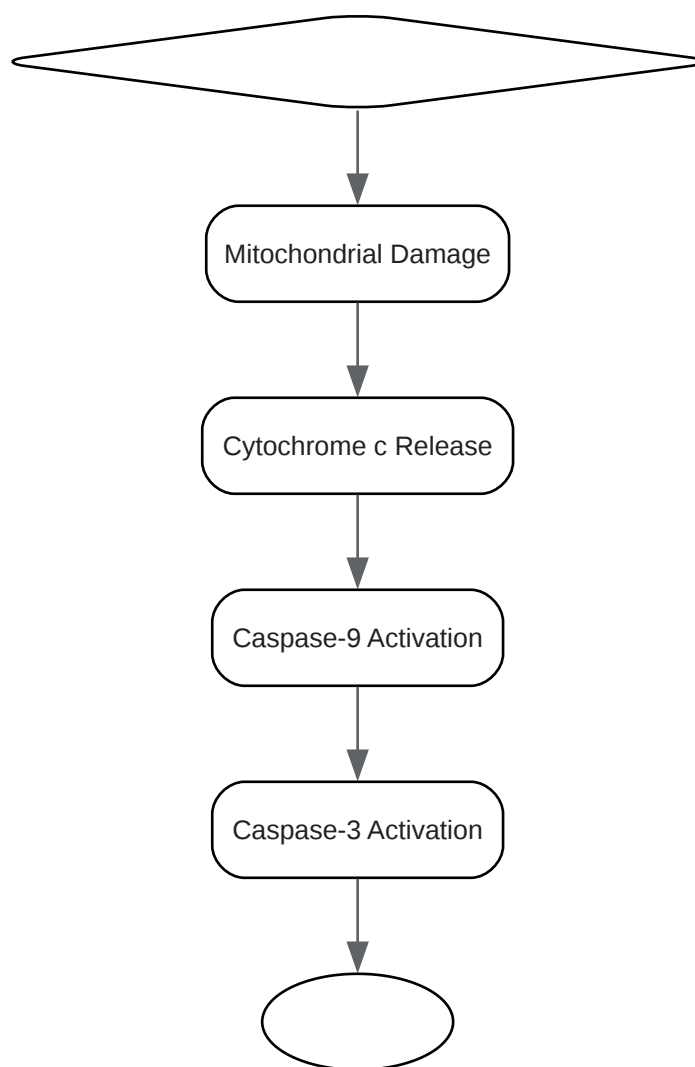 Mitochondrial Damage
Cytochrome c Release
Caspase-9 Activation
Caspase-3 Activation